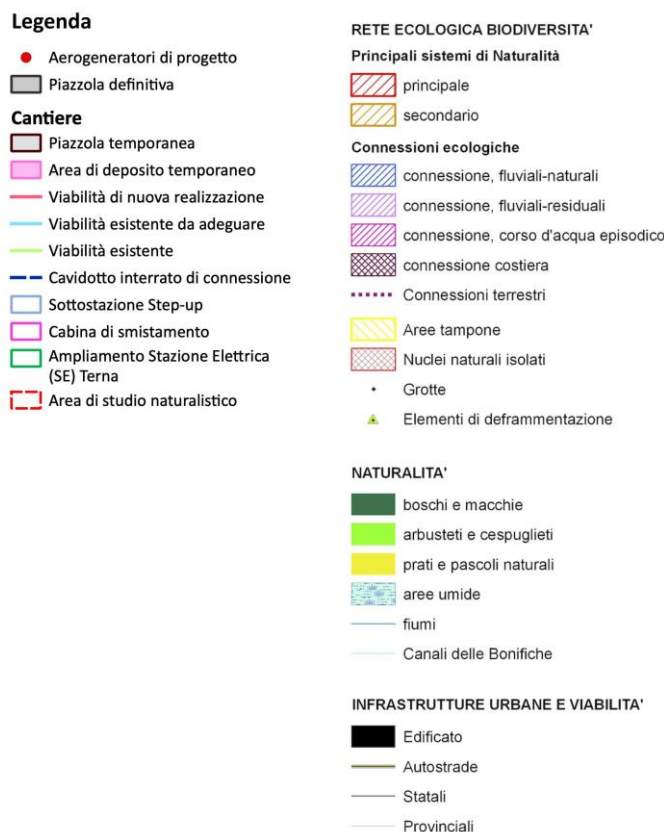 Legenda
Aerogeneratori di progetto
Piazzola definitiva
Cantiere
Piazzola temporanea
Area di deposito temporaneo
Viabilità di nuova realizzazione
Viabilità esistente da adeguare
Viabilità esistente
Cavidotto interrato di connessione
Sottostazione Step-up
Cabina di smistamento
Ampliamento Stazione Elettrica
(SE) Terna
Area di studio naturalistico
RETE ECOLOGICA BIODIVERSITA'
Principali sistemi di Naturalità
principale
secondario
Connessioni ecologiche
connessione, fluviali-naturali
connessione, fluviali-residuali
connessione, corso d'acqua episodico
connessione costiera
Connessioni terrestri
Aree tampone
Nuclei naturali isolati
Grotte
Elementi di deframmentazione
NATURALITA'
boschi e macchie
arbusteti e cespuglieti
prati e pascoli naturali
aree umide
fiumi
Canali delle Bonifiche
INFRASTRUTTURE URBANE E VIABILITA'
Edificato
Autostrade
Statali
Provinciali